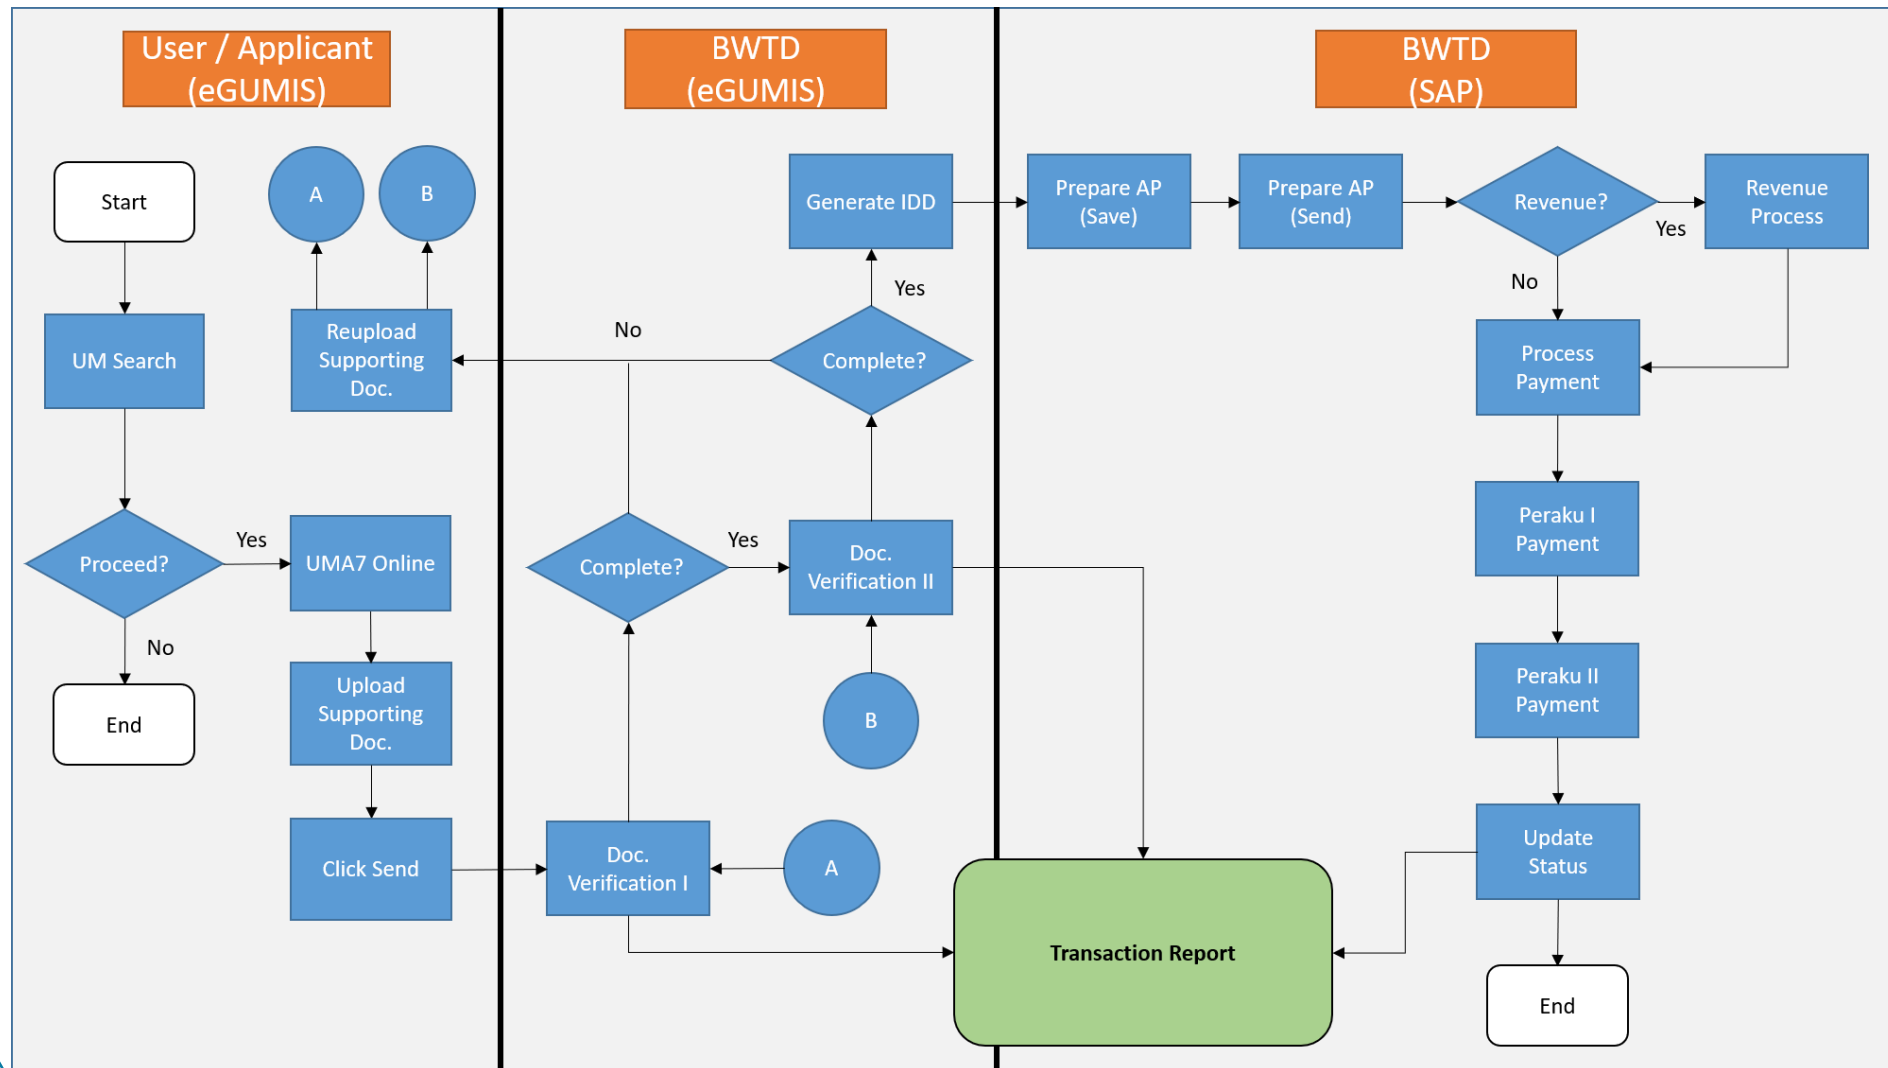 User / Applicant
(eGUMIS)
BWTD
(eGUMIS)
BWTD
(SAP)
Start
A
B
UM Search
Reupload
Supporting
Doc.
Proceed?
Yes
No
End
UMA7 Online
Upload
Supporting
Doc.
Click Send
Generate IDD
Yes
No
Complete?
Complete?
Yes
Doc.
Verification II
B
Doc.
Verification I
A
Prepare AP
(Save)
Prepare AP
(Send)
Revenue?
Yes
Revenue
Process
No
Process
Payment
Peraku I
Payment
Peraku II
Payment
Update
Status
Transaction Report
End